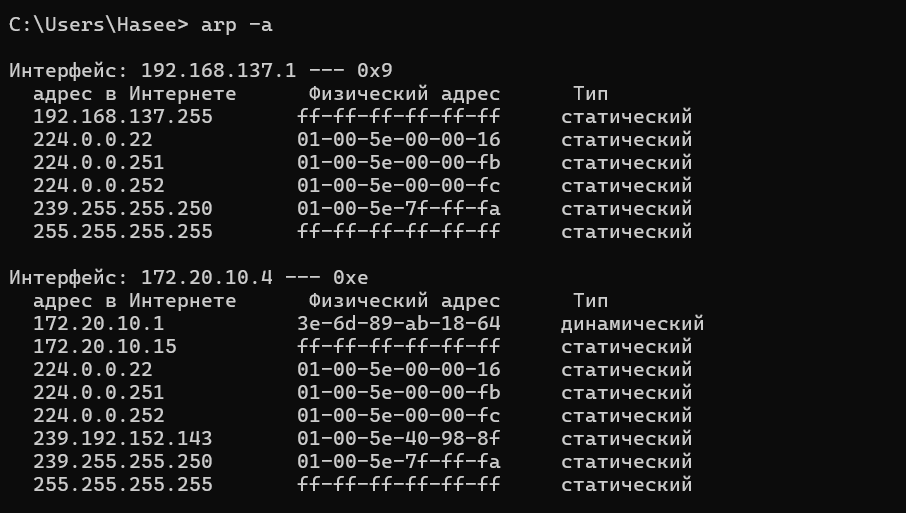 C:\Users\Hasee> arp -a
Интерфейс: 192.168.137.1 --- 0x9
адрес в Интернете Физический адрес Тип
192.168.137.255 ff-ff-ff-ff-ff-ff статический
224.0.0.22 01-00-5e-00-00-16 статический
224.0.0.251 01-00-5e-00-00-fb статический
224.0.0.252 01-00-5e-00-00-fc статический
239.255.255.250 01-00-5e-7f-ff-fa статический
255.255.255.255 ff-ff-ff-ff-ff-ff статический
Интерфейс: 172.20.10.4 --- 0xe
адрес в Интернете Физический адрес Тип
172.20.10.1 3e-6d-89-ab-18-64 динамический
172.20.10.15 ff-ff-ff-ff-ff-ff статический
224.0.0.22 01-00-5e-00-00-16 статический
224.0.0.251 01-00-5e-00-00-fb статический
224.0.0.252 01-00-5e-00-00-fc статический
239.192.152.143 01-00-5e-40-98-8f статический
239.255.255.250 01-00-5e-7f-ff-fa статический
255.255.255.255 ff-ff-ff-ff-ff-ff статический